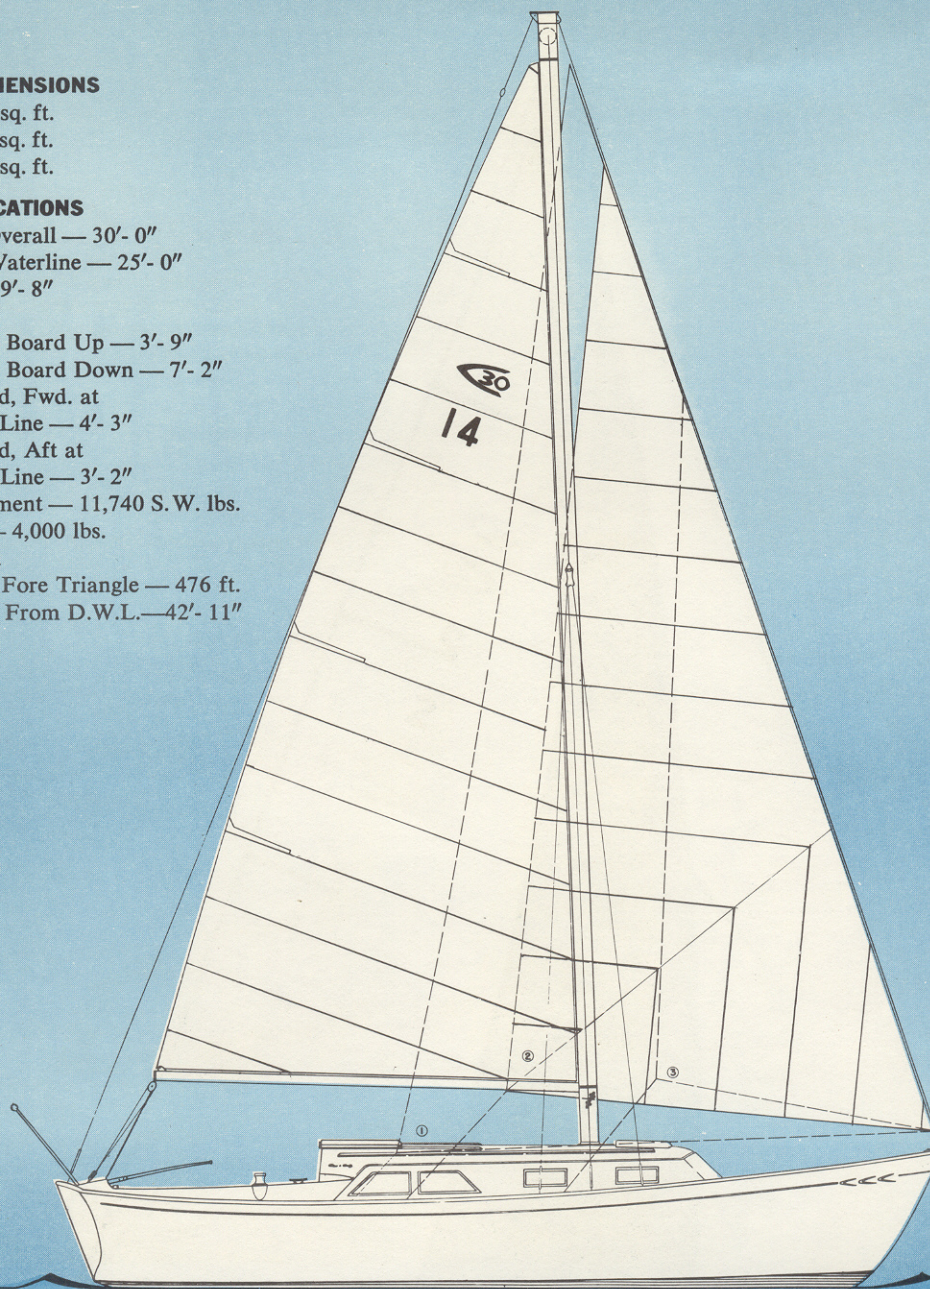 IENSIONS
sq. ft.
sq. ft.
sq. ft.
CATIONS
verall — 30′- 0″
Vaterline — 25′- 0″
9′- 8″
Board Up — 3′- 9″
Board Down — 7′- 2″
d, Fwd. at
Line — 4′- 3″
d, Aft at
Line — 3′- 2″
ment — 11,740 S.W. lbs.
- 4,000 lbs.
Fore Triangle — 476 ft.
From D.W.L.—42′- 11″
30
14
②
③
①